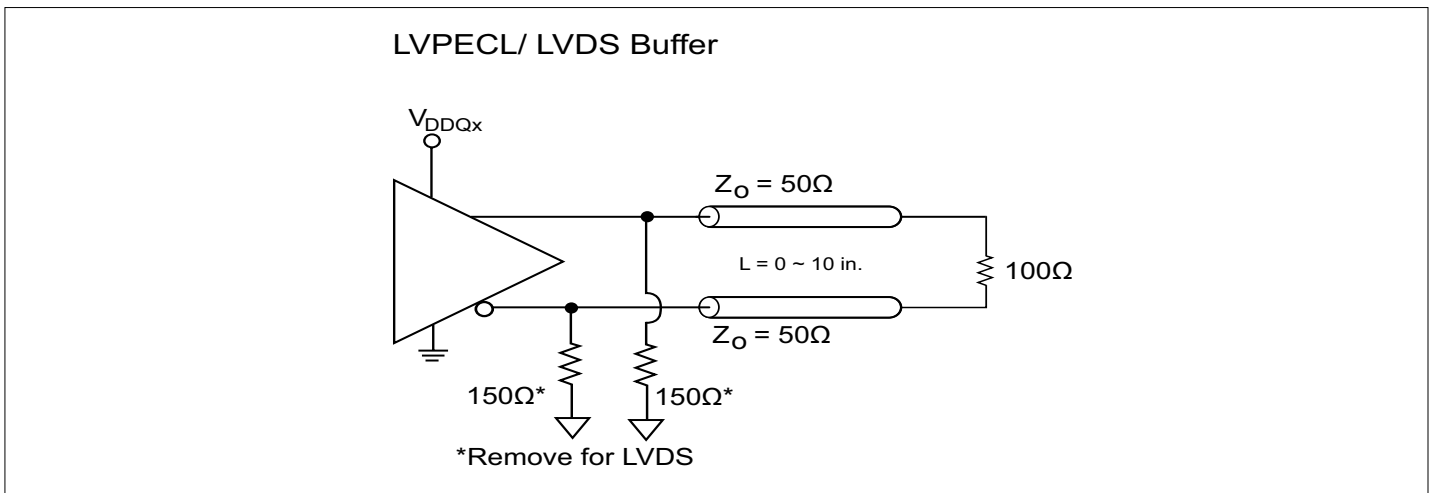 LVPECL/ LVDS Buffer
VDDQx
ZO = 50Ω
L = 0 ~ 10 in.
100Ω
ZO = 50Ω
150Ω*
150Ω*
*Remove for LVDS